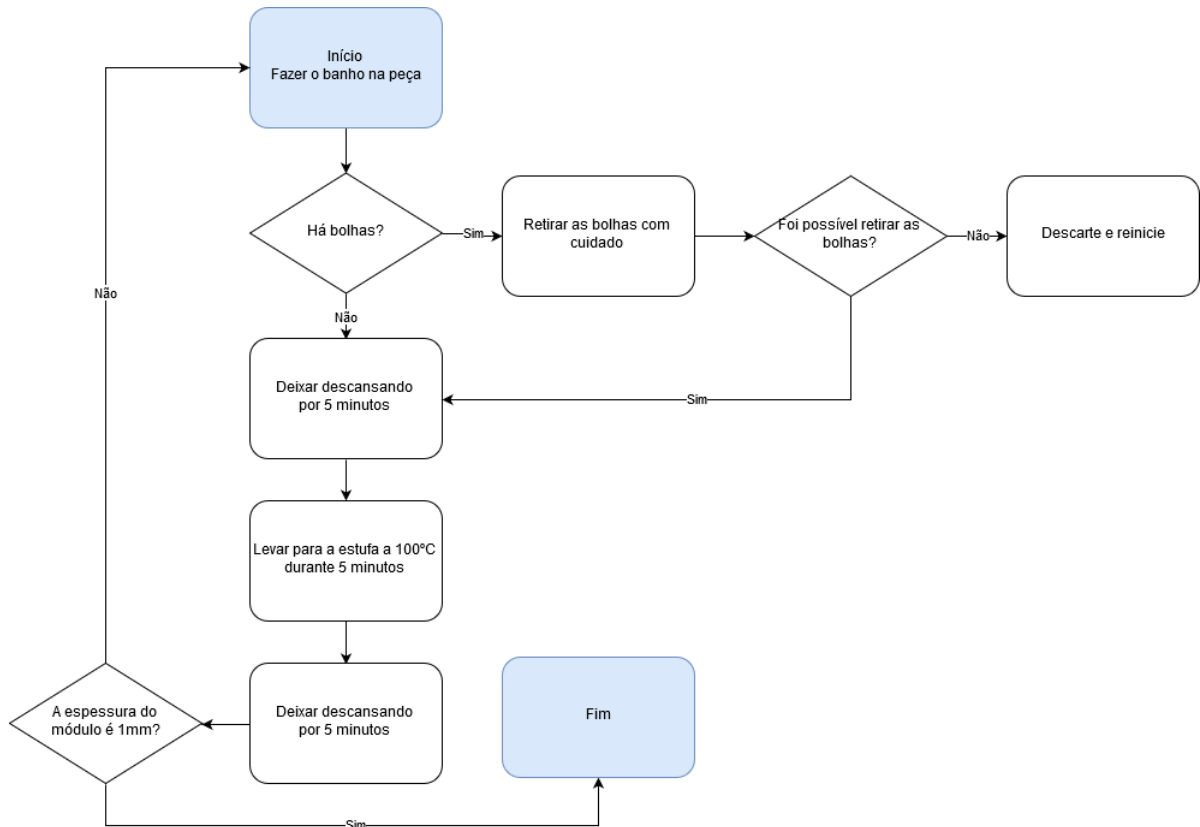 Início
Fazer o banho na peça
Há bolhas?
Sim
Retirar as bolhas com
cuidado
Foi possível retirar as
bolhas?
Não
Descarte e reinicie
Não
Não
Deixar descansando
por 5 minutos
Sim
Levar para a estufa a 100ºC
durante 5 minutos
A espessura do
módulo é 1mm?
Deixar descansando
por 5 minutos
Fim
Sim